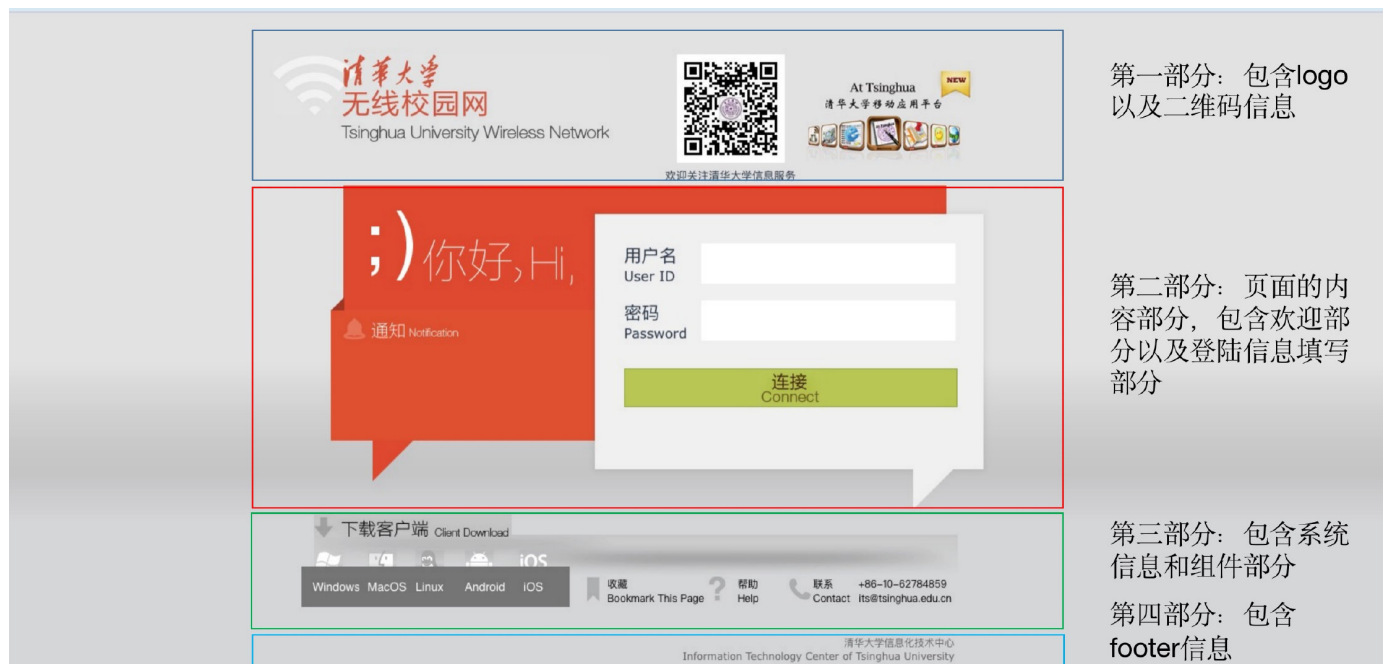 清華大学
无线校园网
Tsinghua University Wireless Network
欢迎关注清华大学信息服务
At Tsinghua
NEW
清华大学移动应用平台
第一部分：包含logo
以及二维码信息
;)你好,Hi,
通知 Notification
用户名
User ID
密码
Password
连接
Connect
第二部分：页面的内
容部分，包含欢迎部
分以及登陆信息填写
部分
下载客户端 Client Download
iOS
Windows MacOS Linux Android iOS
收藏
Bookmark This Page
帮助
Help
联系 +86-10-62784859
Contact its@tsinghua.edu.cn
第三部分：包含系统
信息和组件部分
第四部分：包含
footer信息
清华大学信息化技术中心
Information Technology Center of Tsinghua University